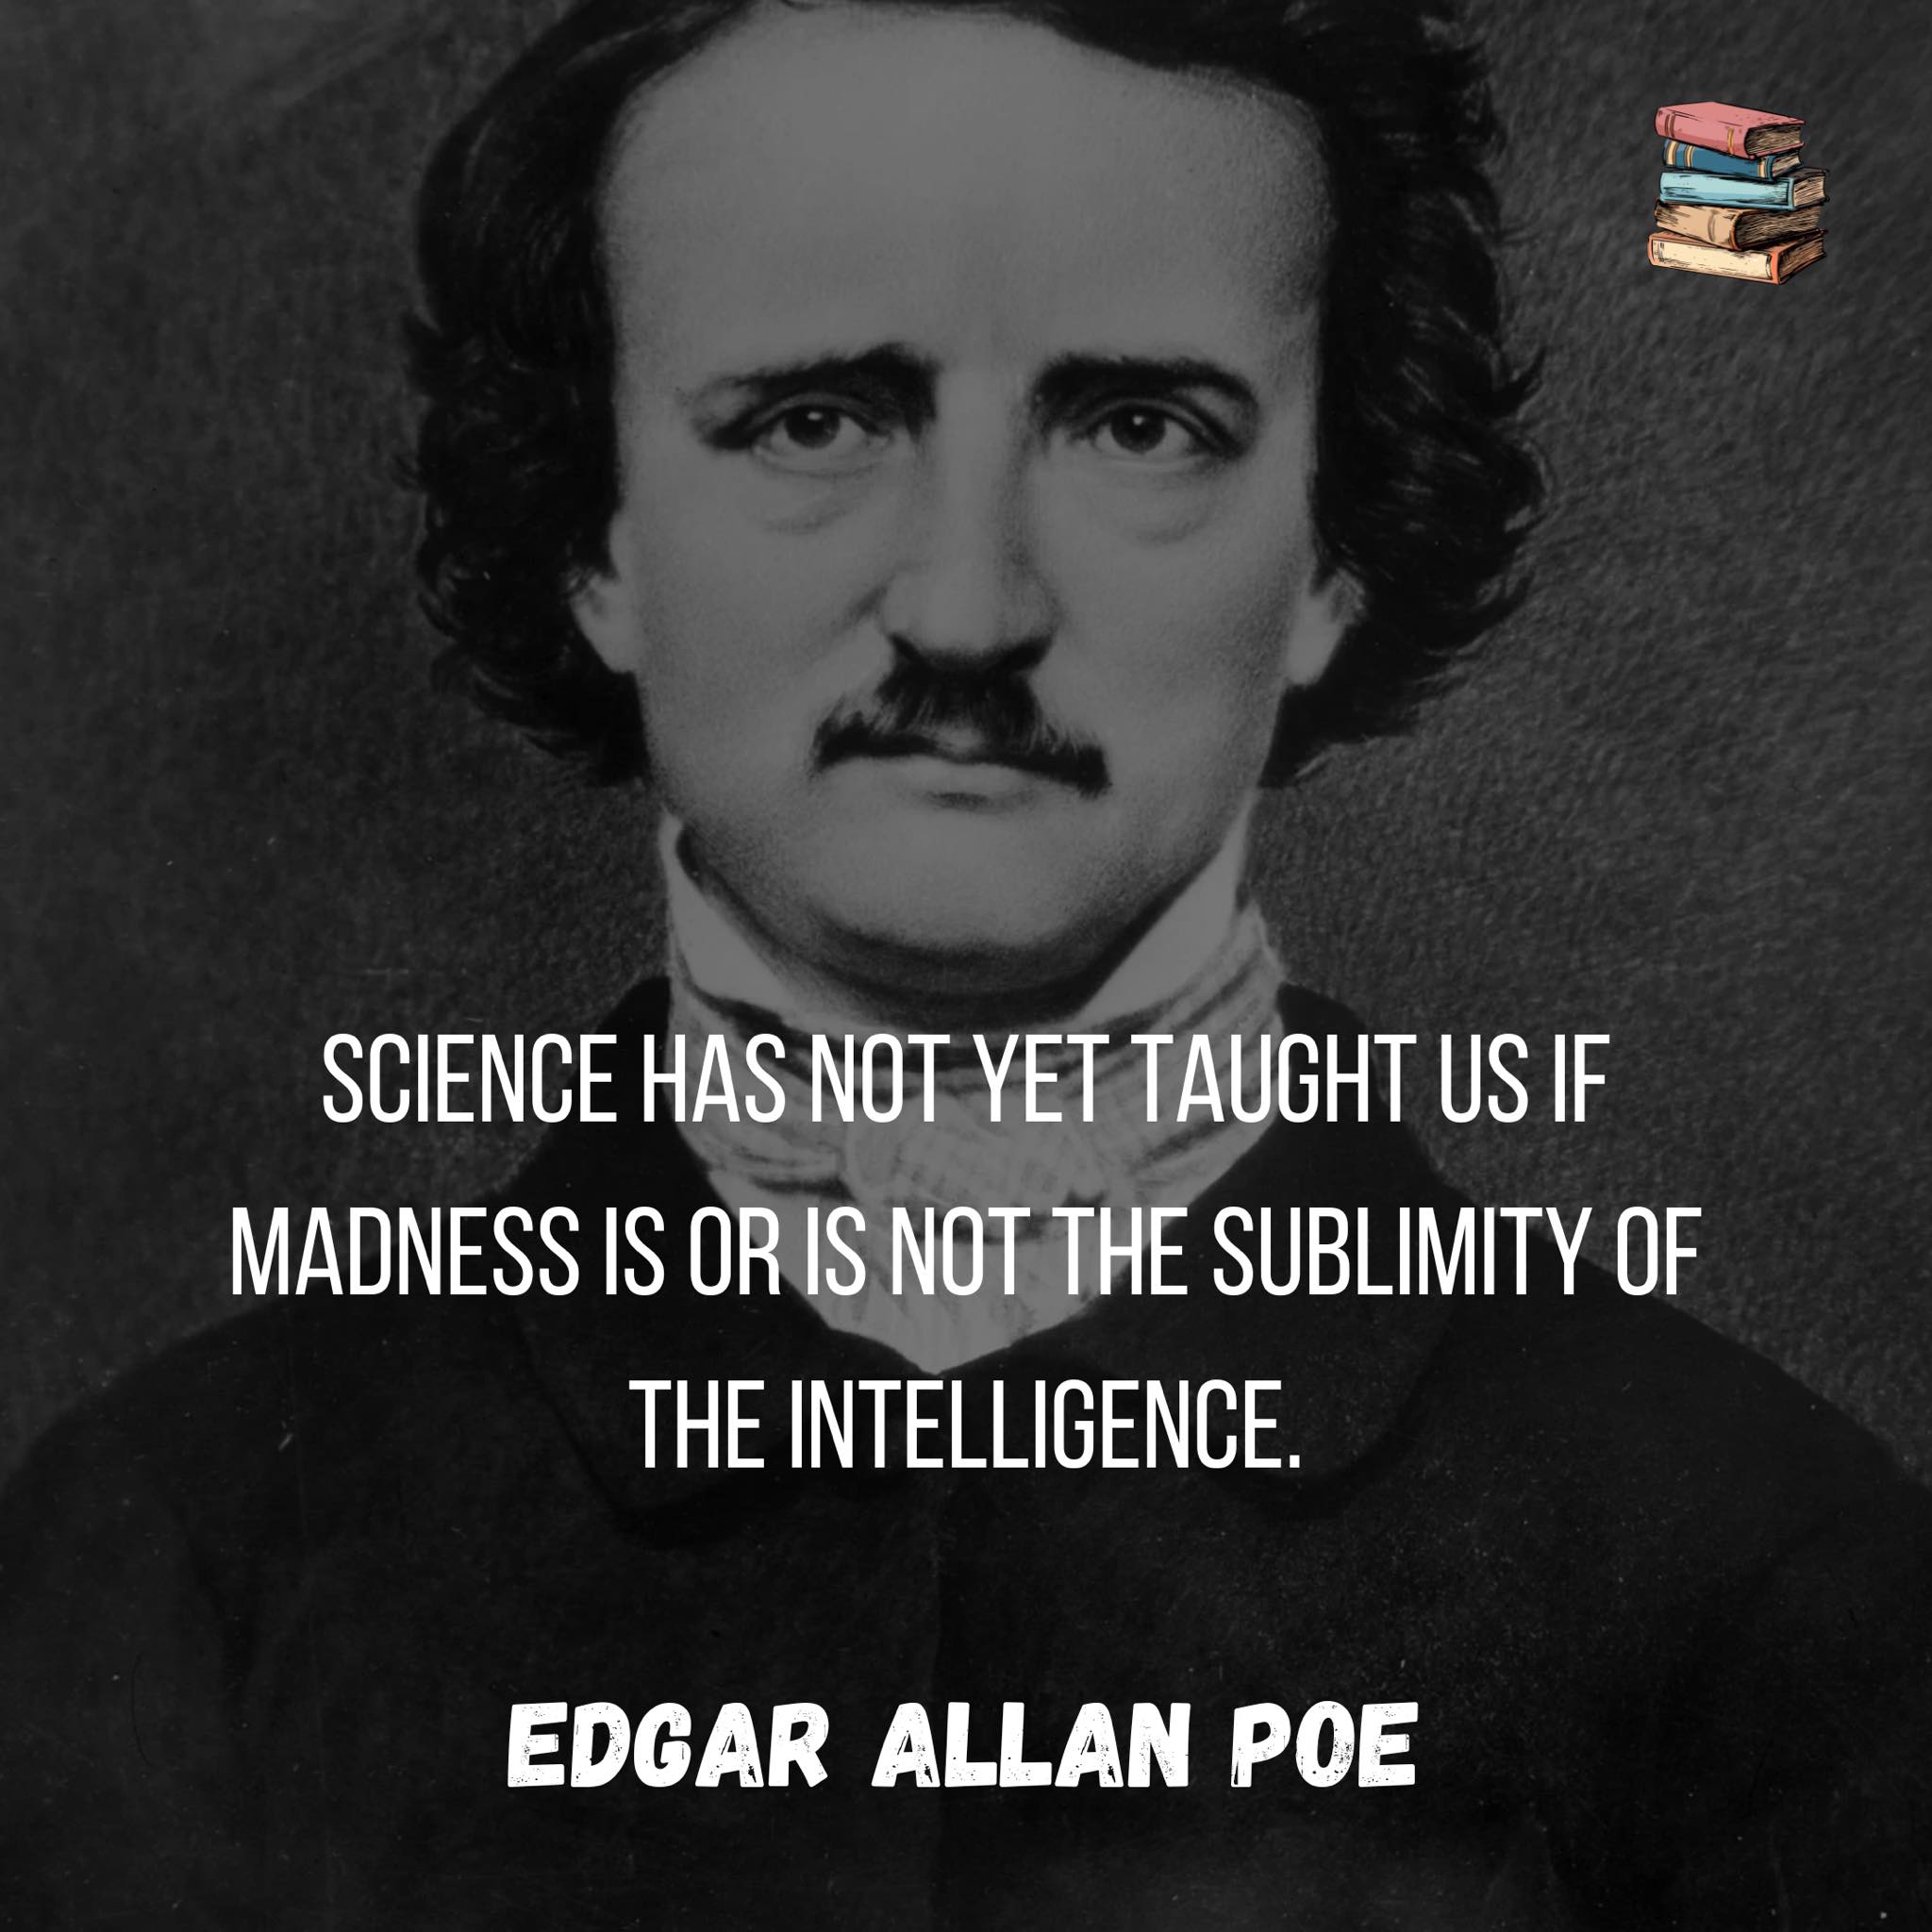 SCIENCE HAS NOT YET TAUGHT US IF
MADNESS IS OR IS NOT THE SUBLIMITY OF
THE INTELLIGENCE.
EDGAR ALLAN POE